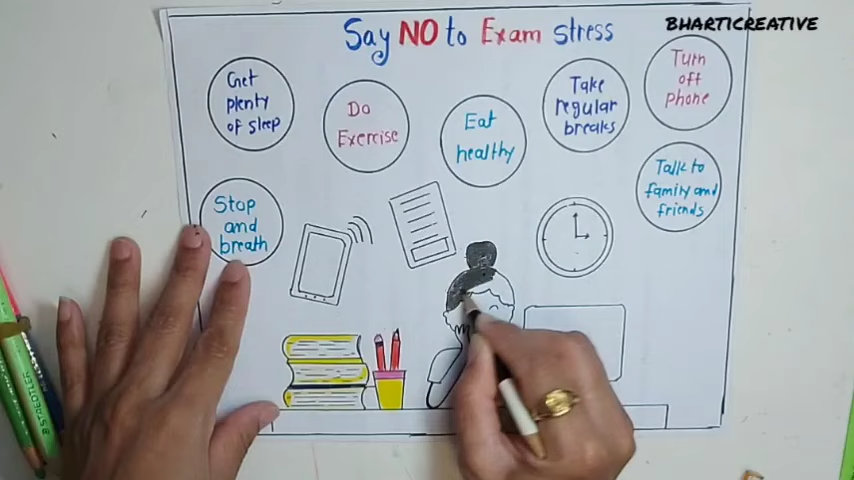 BHARTICREATIVE
Say NO to Exam stress
Get
plenty
of sleep
Do
Exercise
Eat
healthy
Take
regular
breaks
Turn
off
phone
Talk to
family and
friends
Stop
and
breath
STAEDTLER